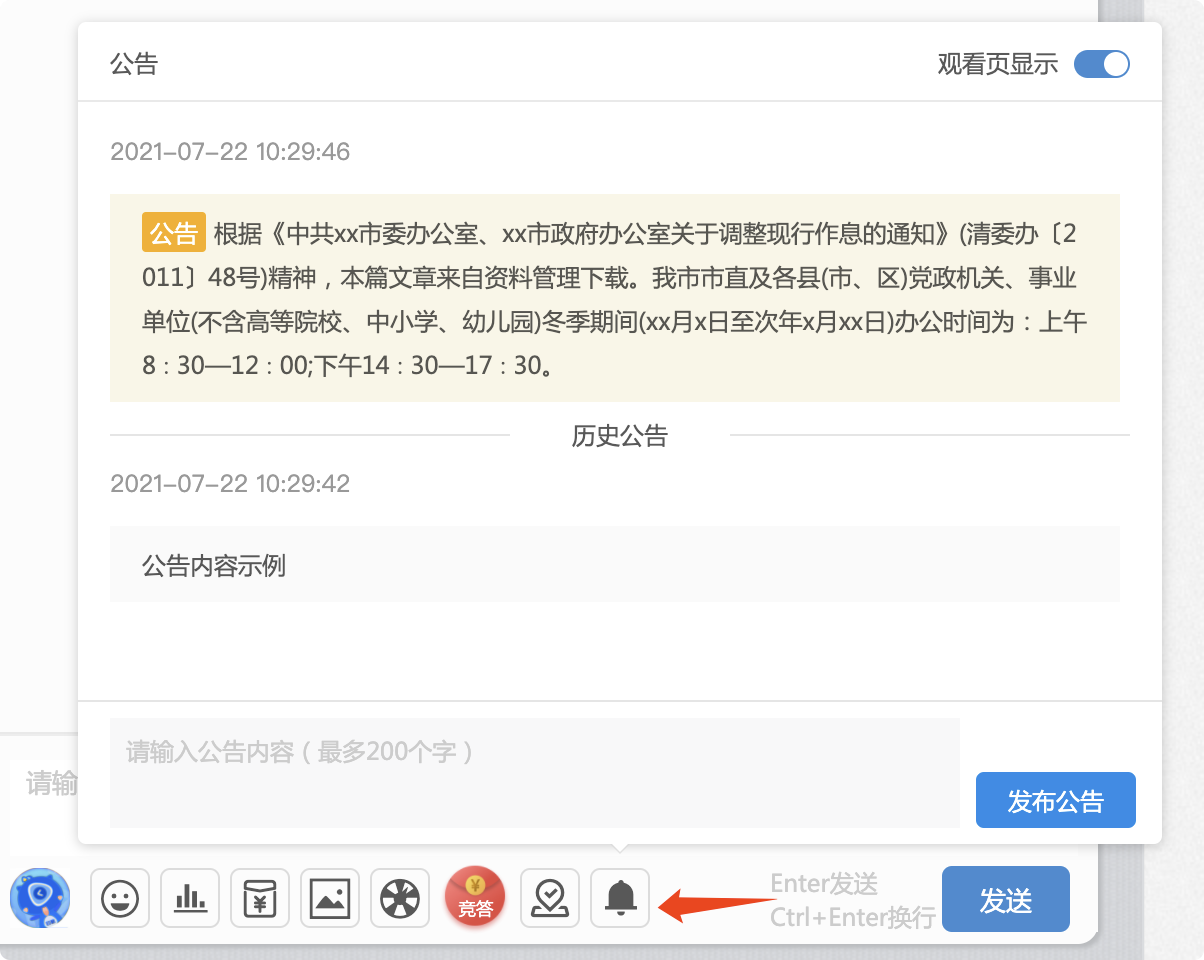 公告
观看页显示
2021-07-22 10:29:46
公告 根据《中共xx市委办公室、xx市政府办公室关于调整现行作息的通知》(清委办〔2
011〕48号)精神，本篇文章来自资料管理下载。我市市直及各县(市、区)党政机关、事业
单位(不含高等院校、中小学、幼儿园)冬季期间(xx月x日至次年x月xx日)办公时间为：上午
8：30—12：00;下午14：30—17：30。
历史公告
2021-07-22 10:29:42
公告内容示例
请输入公告内容（最多200个字）
发布公告
请输
¥
¥
竞答
Enter发送
Ctrl+Enter换行
发送